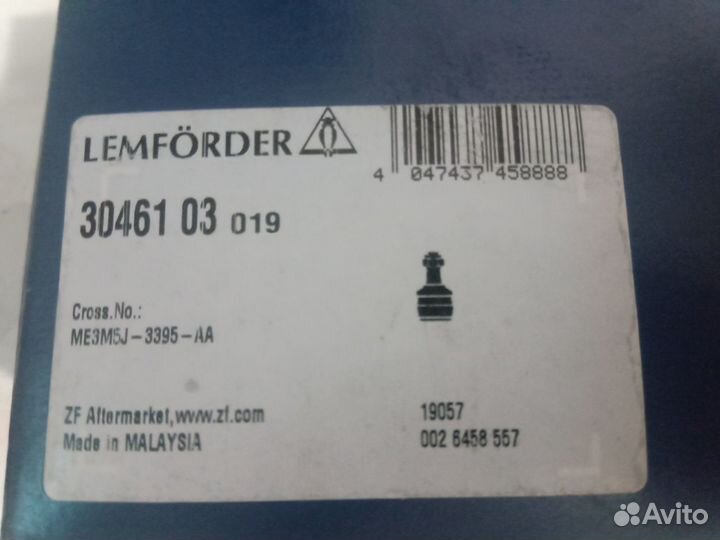 LEMFÖRDER
4 047437 458888
30461 03 019
Cross.No.:
ME3M5J-3395-AA
ZF Aftermarket,www.zf.com
Made in MALAYSIA
19057
002 6458 557
Avito